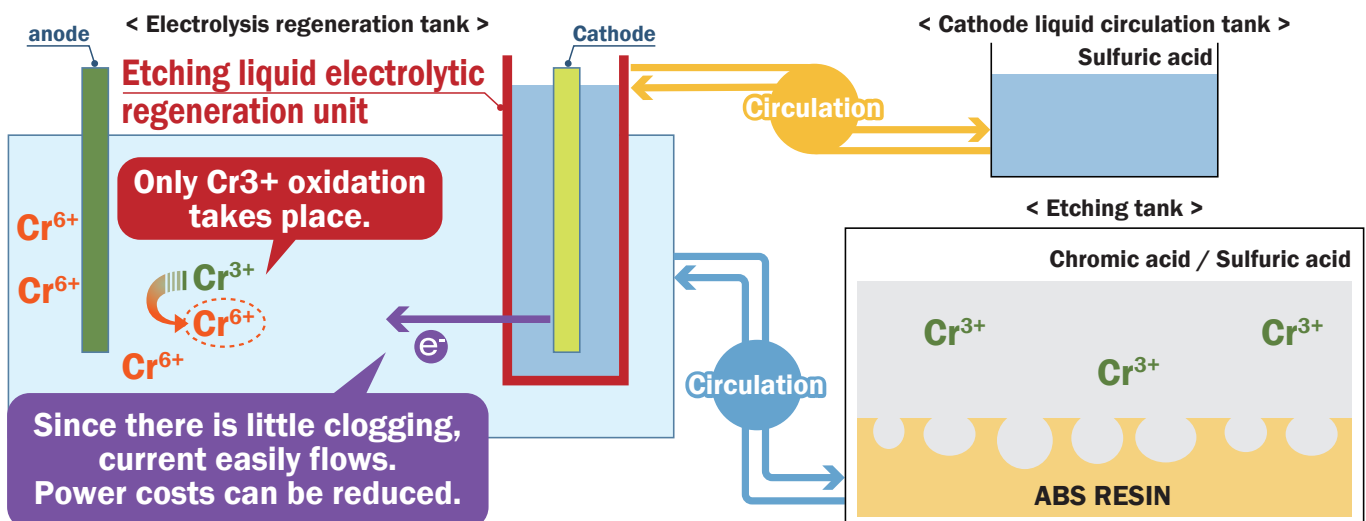 < Electrolysis regeneration tank >
anode
Cathode
Etching liquid electrolytic
regeneration unit
Only Cr3+ oxidation
takes place.
Cr⁶⁺
Cr⁶⁺
Cr³⁺
Cr⁶⁺
Cr⁶⁺
e⁻
Since there is little clogging,
current easily flows.
Power costs can be reduced.
Circulation
< Cathode liquid circulation tank >
Sulfuric acid
Circulation
< Etching tank >
Chromic acid / Sulfuric acid
Cr³⁺
Cr³⁺
Cr³⁺
ABS RESIN